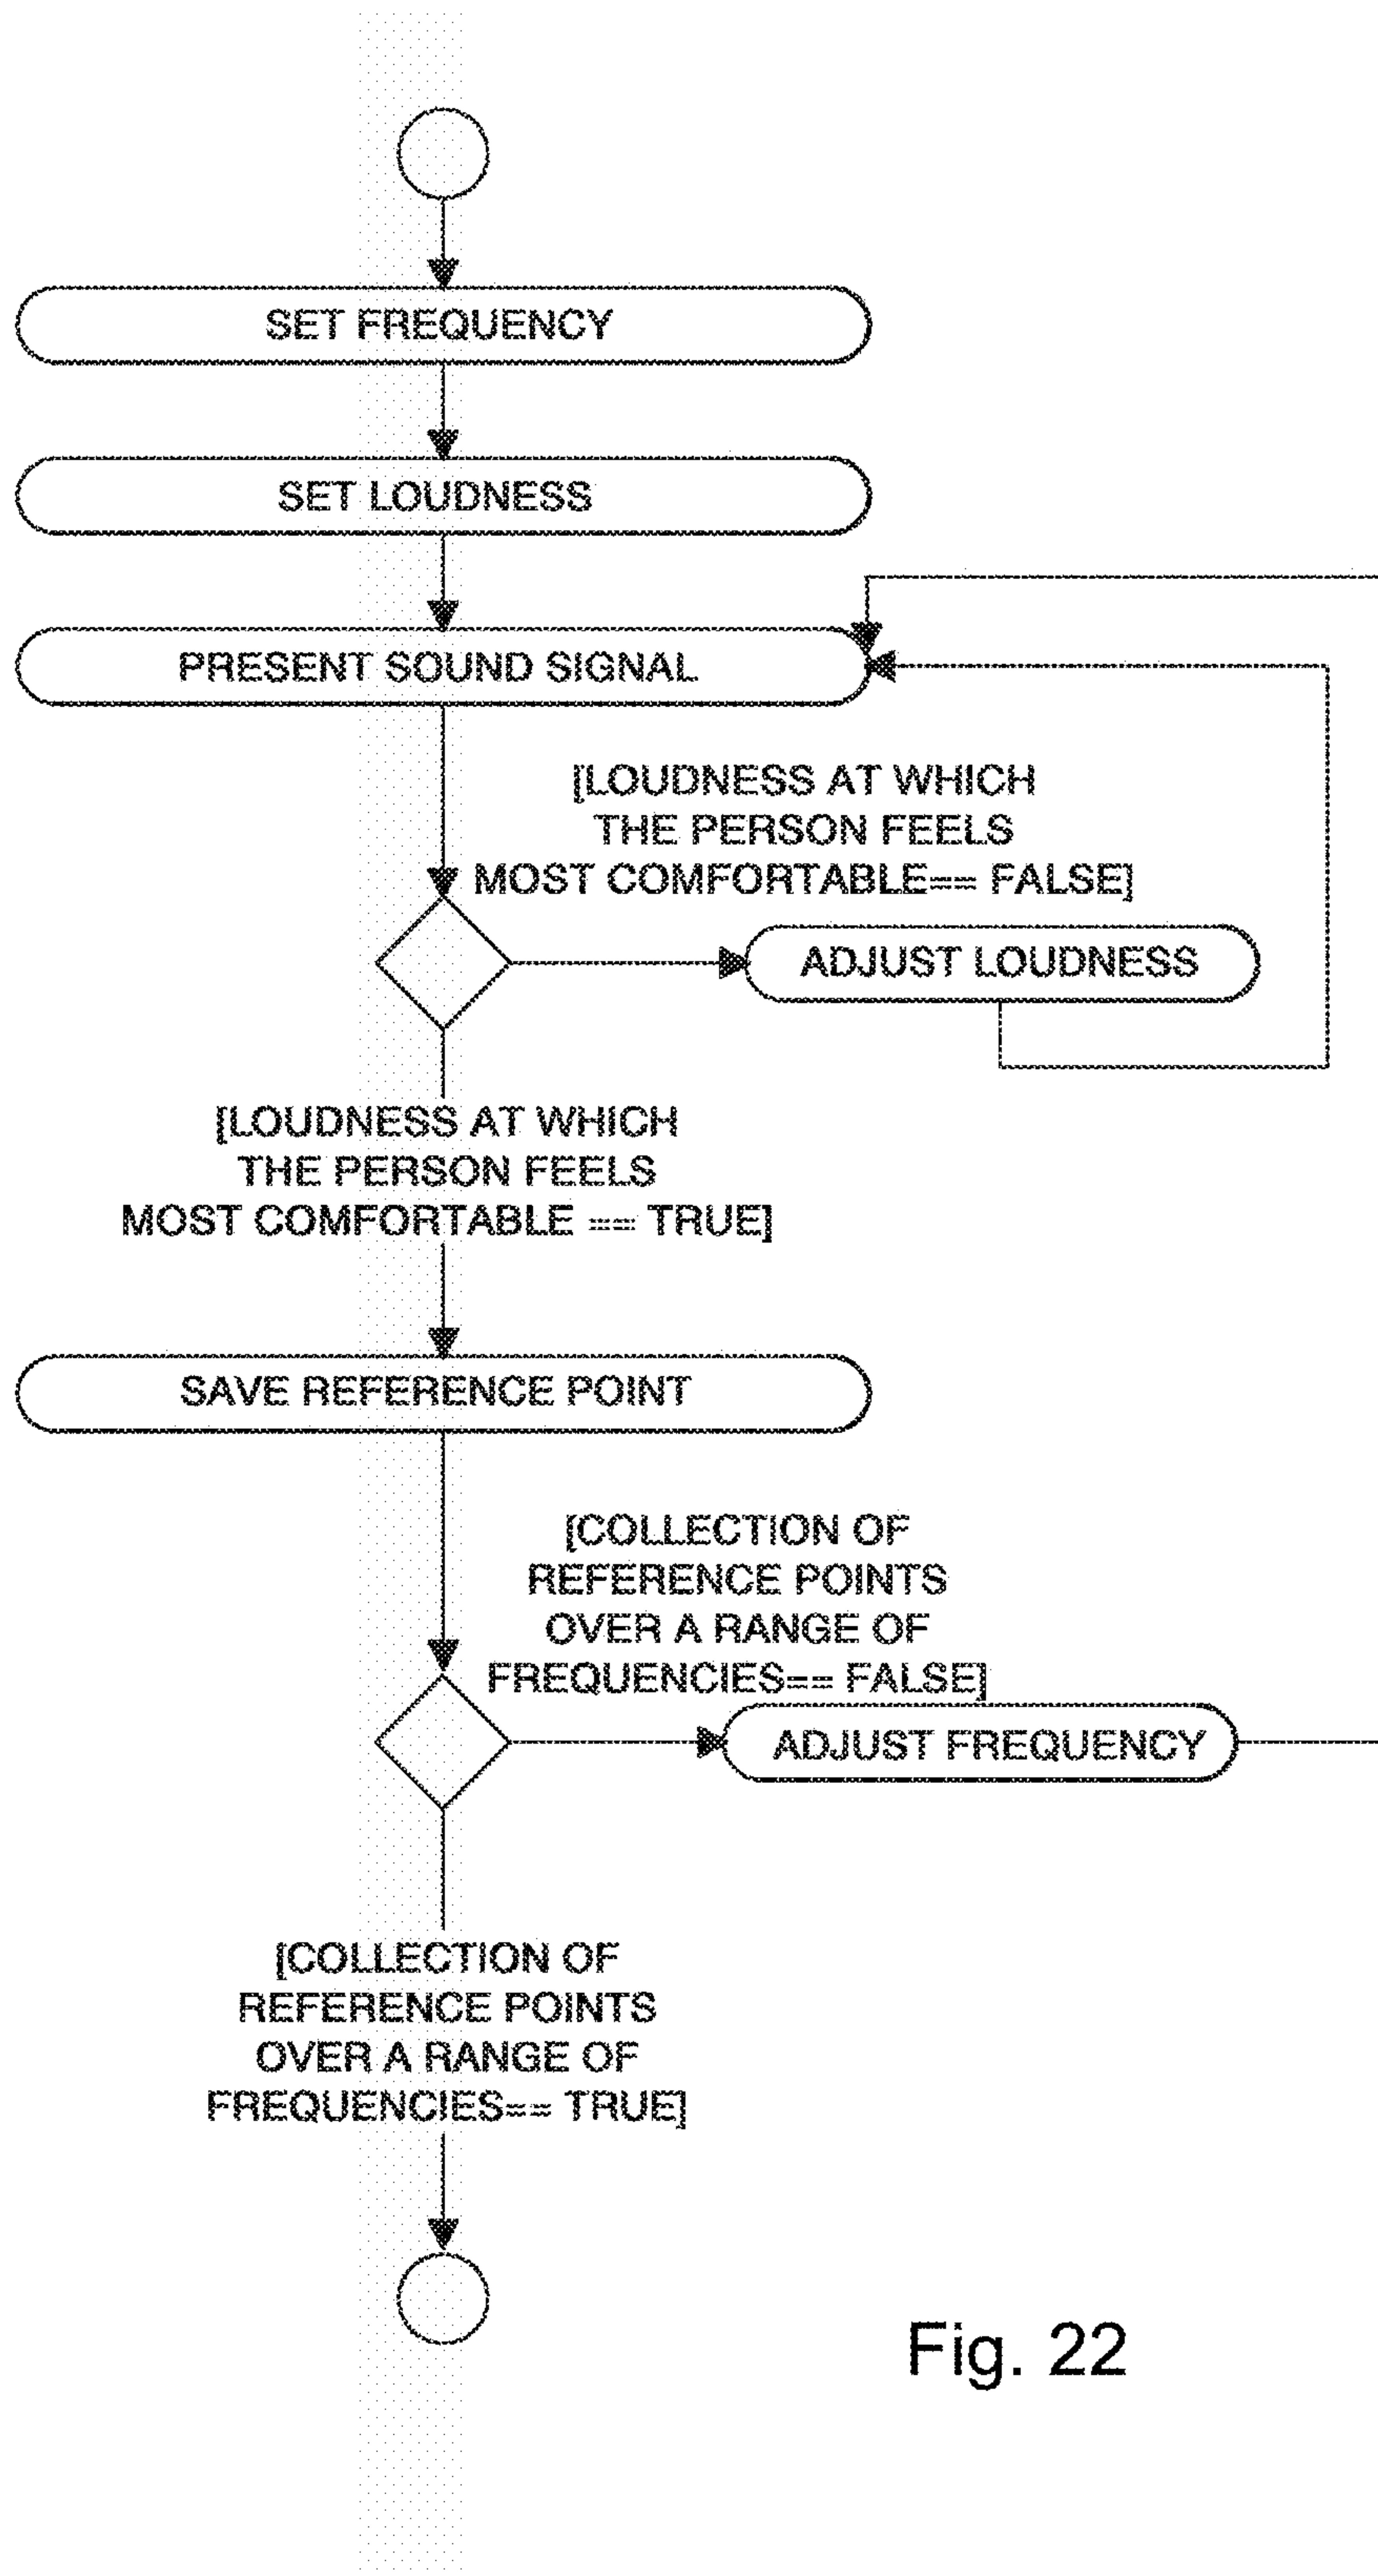 SET FREQUENCY
SET LOUDNESS
PRESENT SOUND SIGNAL
[LOUDNESS AT WHICH
THE PERSON FEELS
MOST COMFORTABLE== FALSE]
ADJUST LOUDNESS
[LOUDNESS AT WHICH
THE PERSON FEELS
MOST COMFORTABLE == TRUE]
SAVE REFERENCE POINT
[COLLECTION OF
REFERENCE POINTS
OVER A RANGE OF
FREQUENCIES== FALSE]
ADJUST FREQUENCY
[COLLECTION OF
REFERENCE POINTS
OVER A RANGE OF
FREQUENCIES== TRUE]
Fig. 22